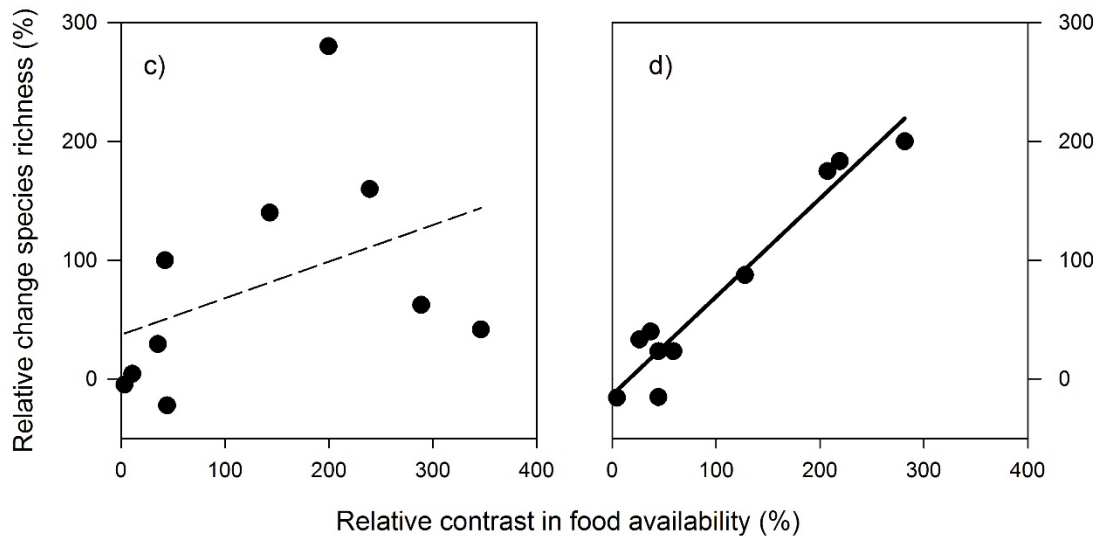 Relative change species richness (%)
300
200
100
0
c)
0 100 200 300 400
d)
300
200
100
0
0 100 200 300 400
Relative contrast in food availability (%)